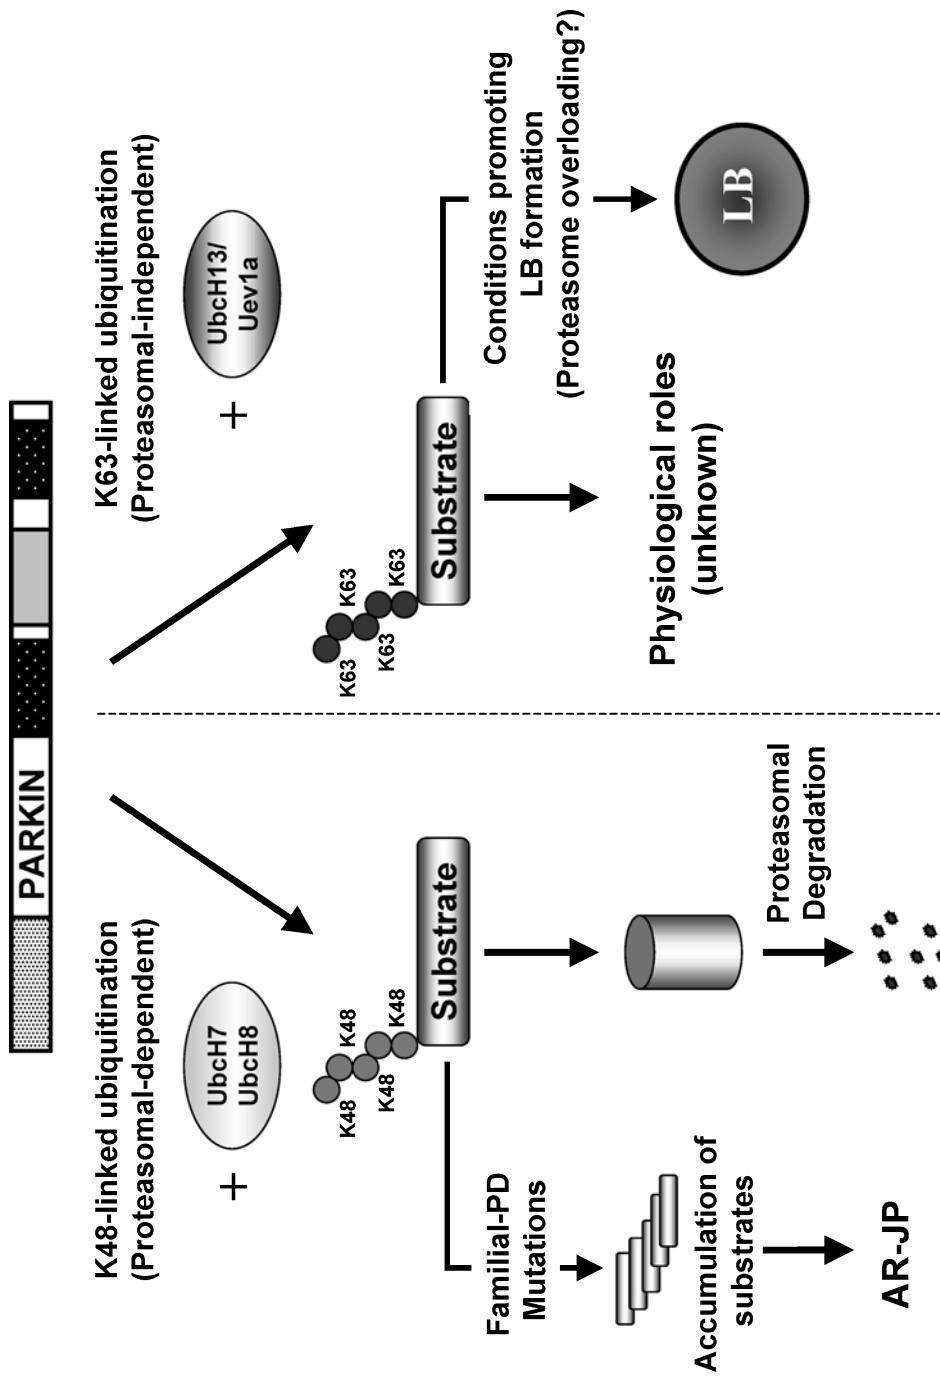 PARKIN
K48-linked ubiquitination
(Proteasomal-dependent)
+
UbcH7
UbcH8
K48
K48
K48
K48
Substrate
Familial-PD
Mutations
Accumulation of
substrates
AR-JP
Proteasomal
Degradation
K63-linked ubiquitination
(Proteasomal-independent)
+
UbcH13/
Uev1a
K63
K63
K63
K63
Substrate
Physiological roles
(unknown)
Conditions promoting
LB formation
(Proteasome overloading?)
LB